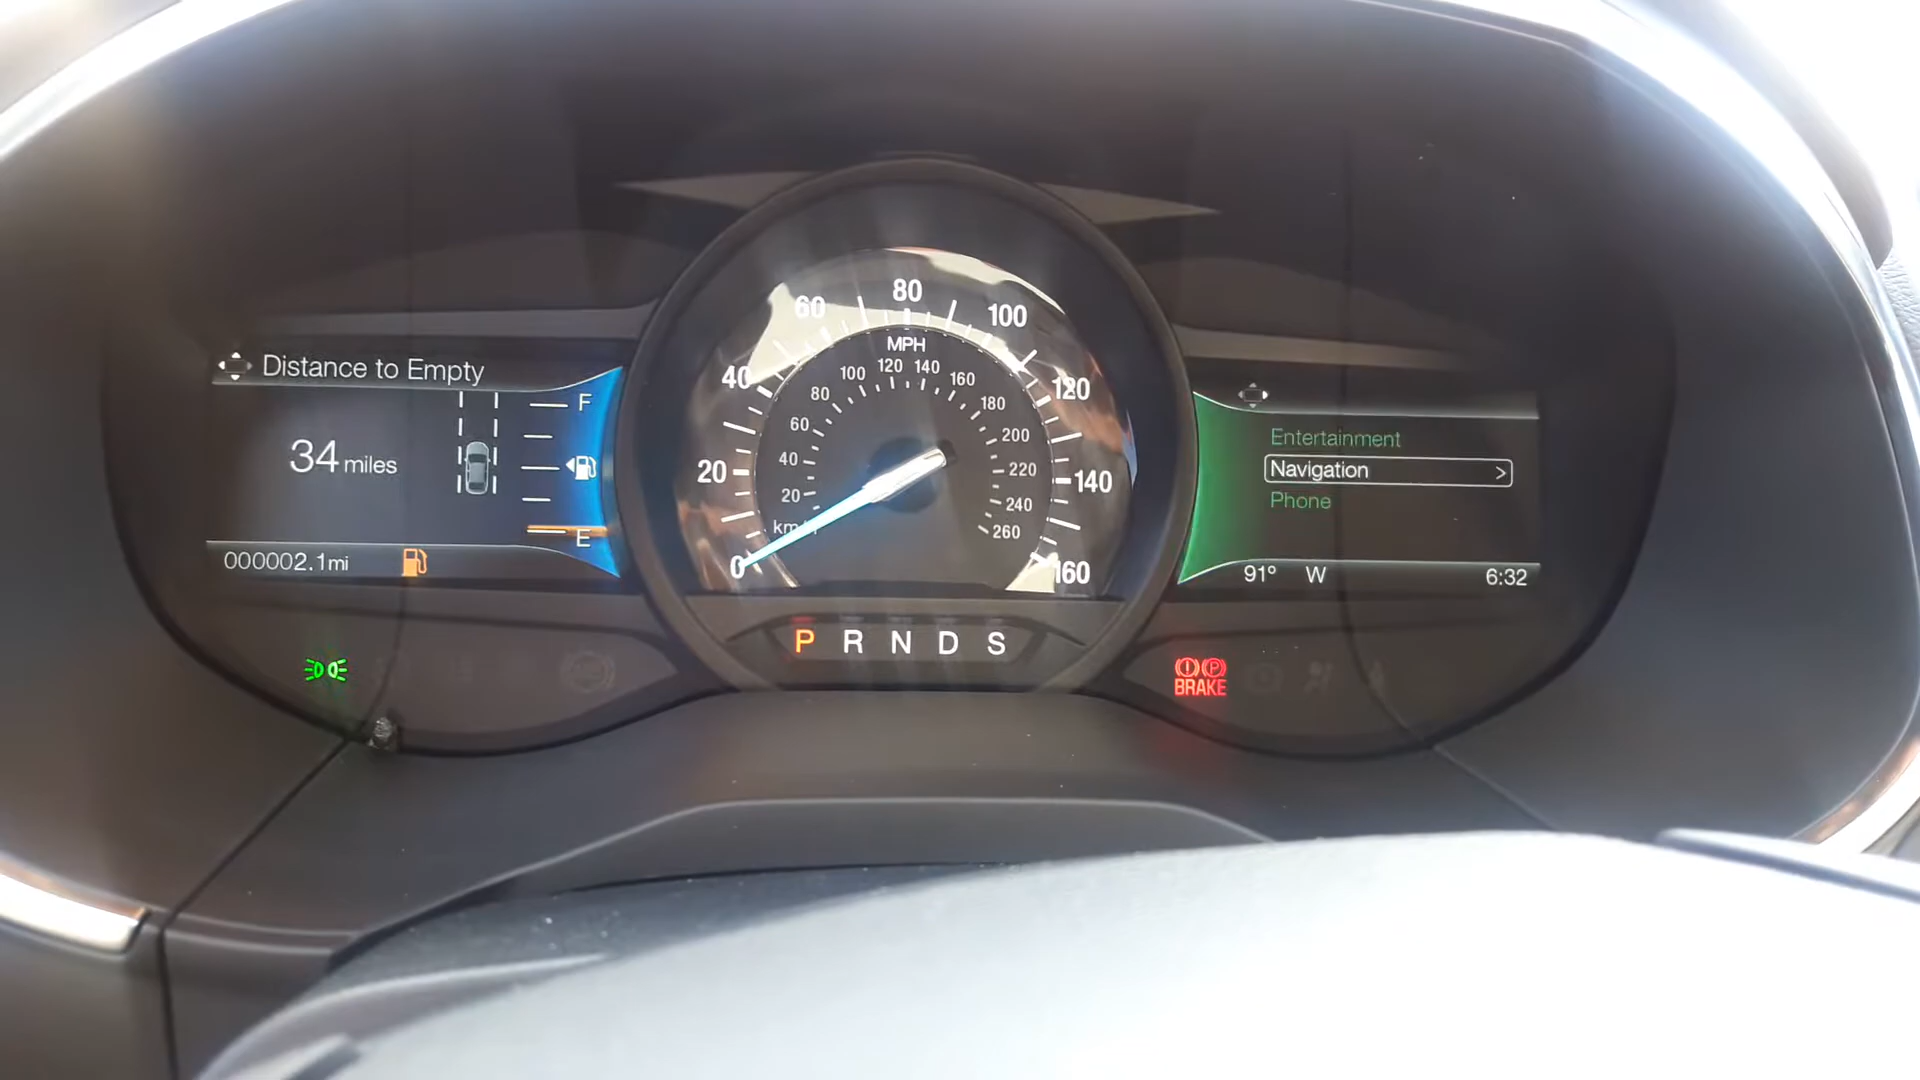 Distance to Empty
34 miles
F
E
000002.1mi
0
20
40
60
80
100
120
140
160
MPH
20
40
60
80
100
120
140
160
180
200
220
240
260
P R N D S
Entertainment
Navigation >
Phone
91° W 6:32
BRAKE